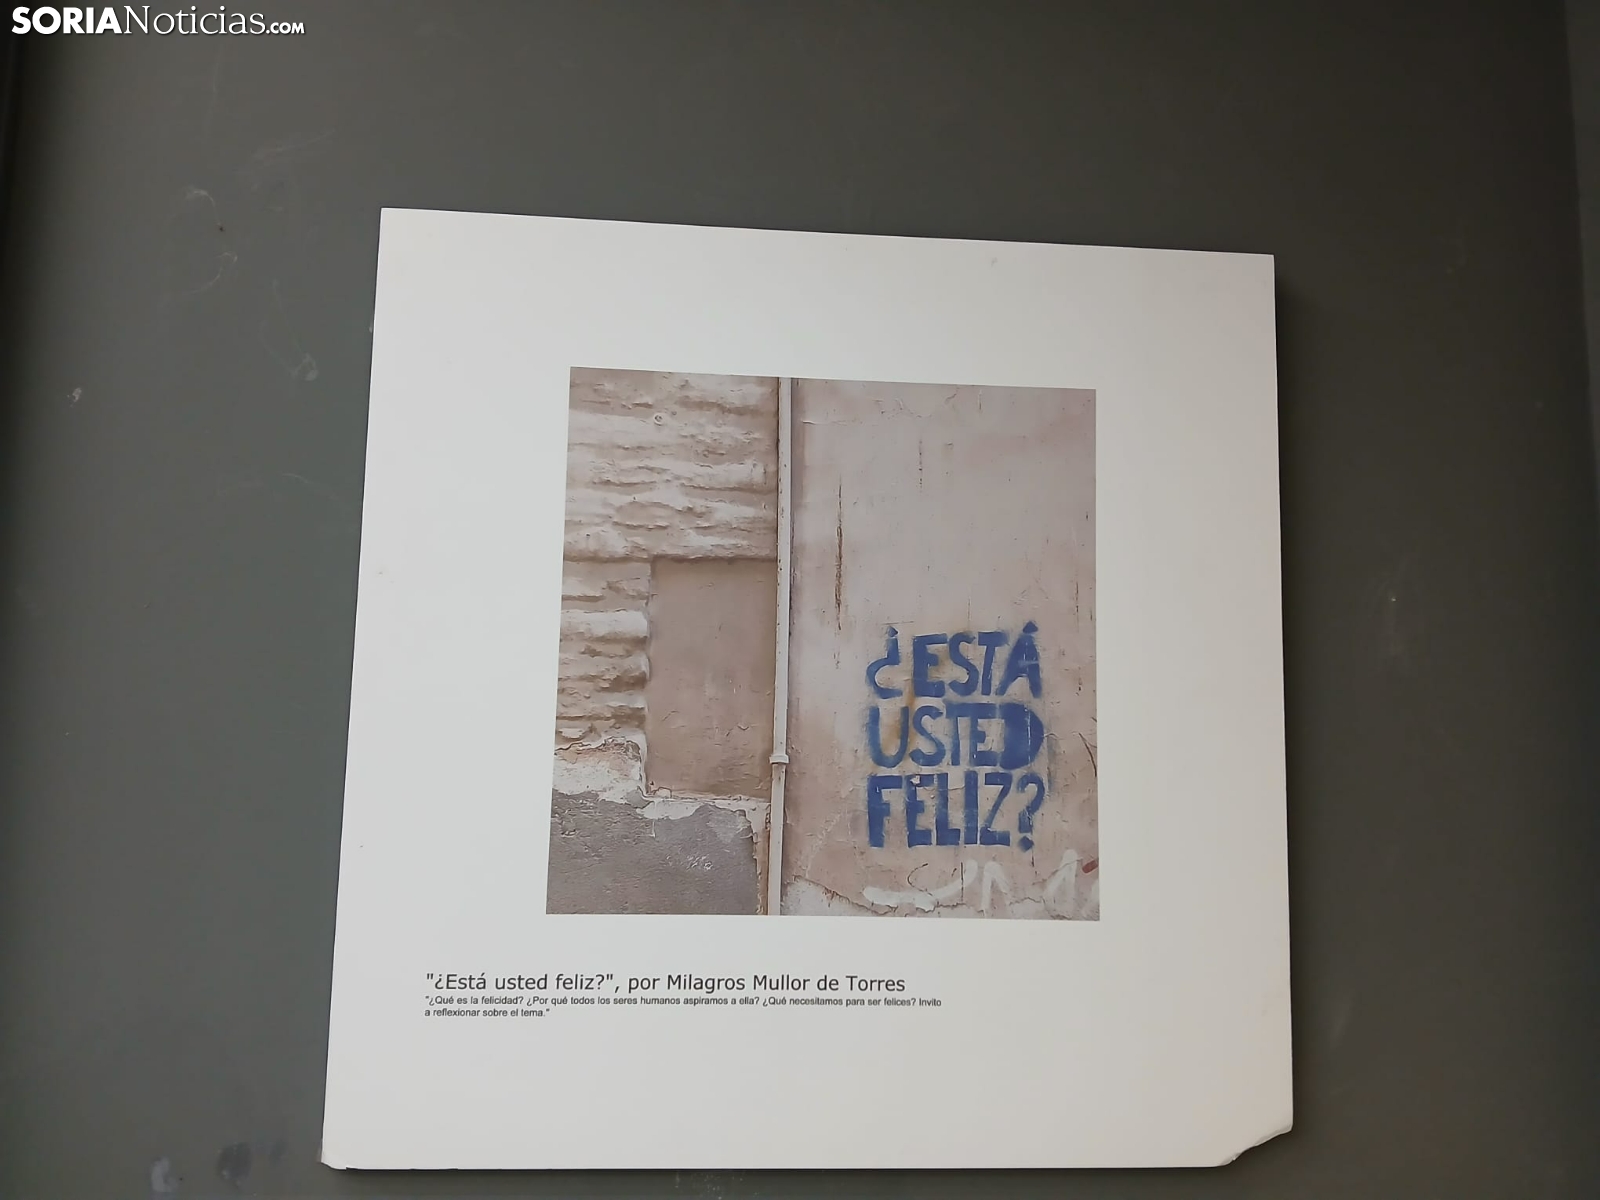 SORIANoticias.com
¿ESTÁ
USTED
FELIZ?
"¿Está usted feliz?", por Milagros Mullor de Torres
"¿Qué es la felicidad? ¿Por qué todos los seres humanos aspiramos a ella? ¿Qué necesitamos para ser felices? Invito
a reflexionar sobre el tema."